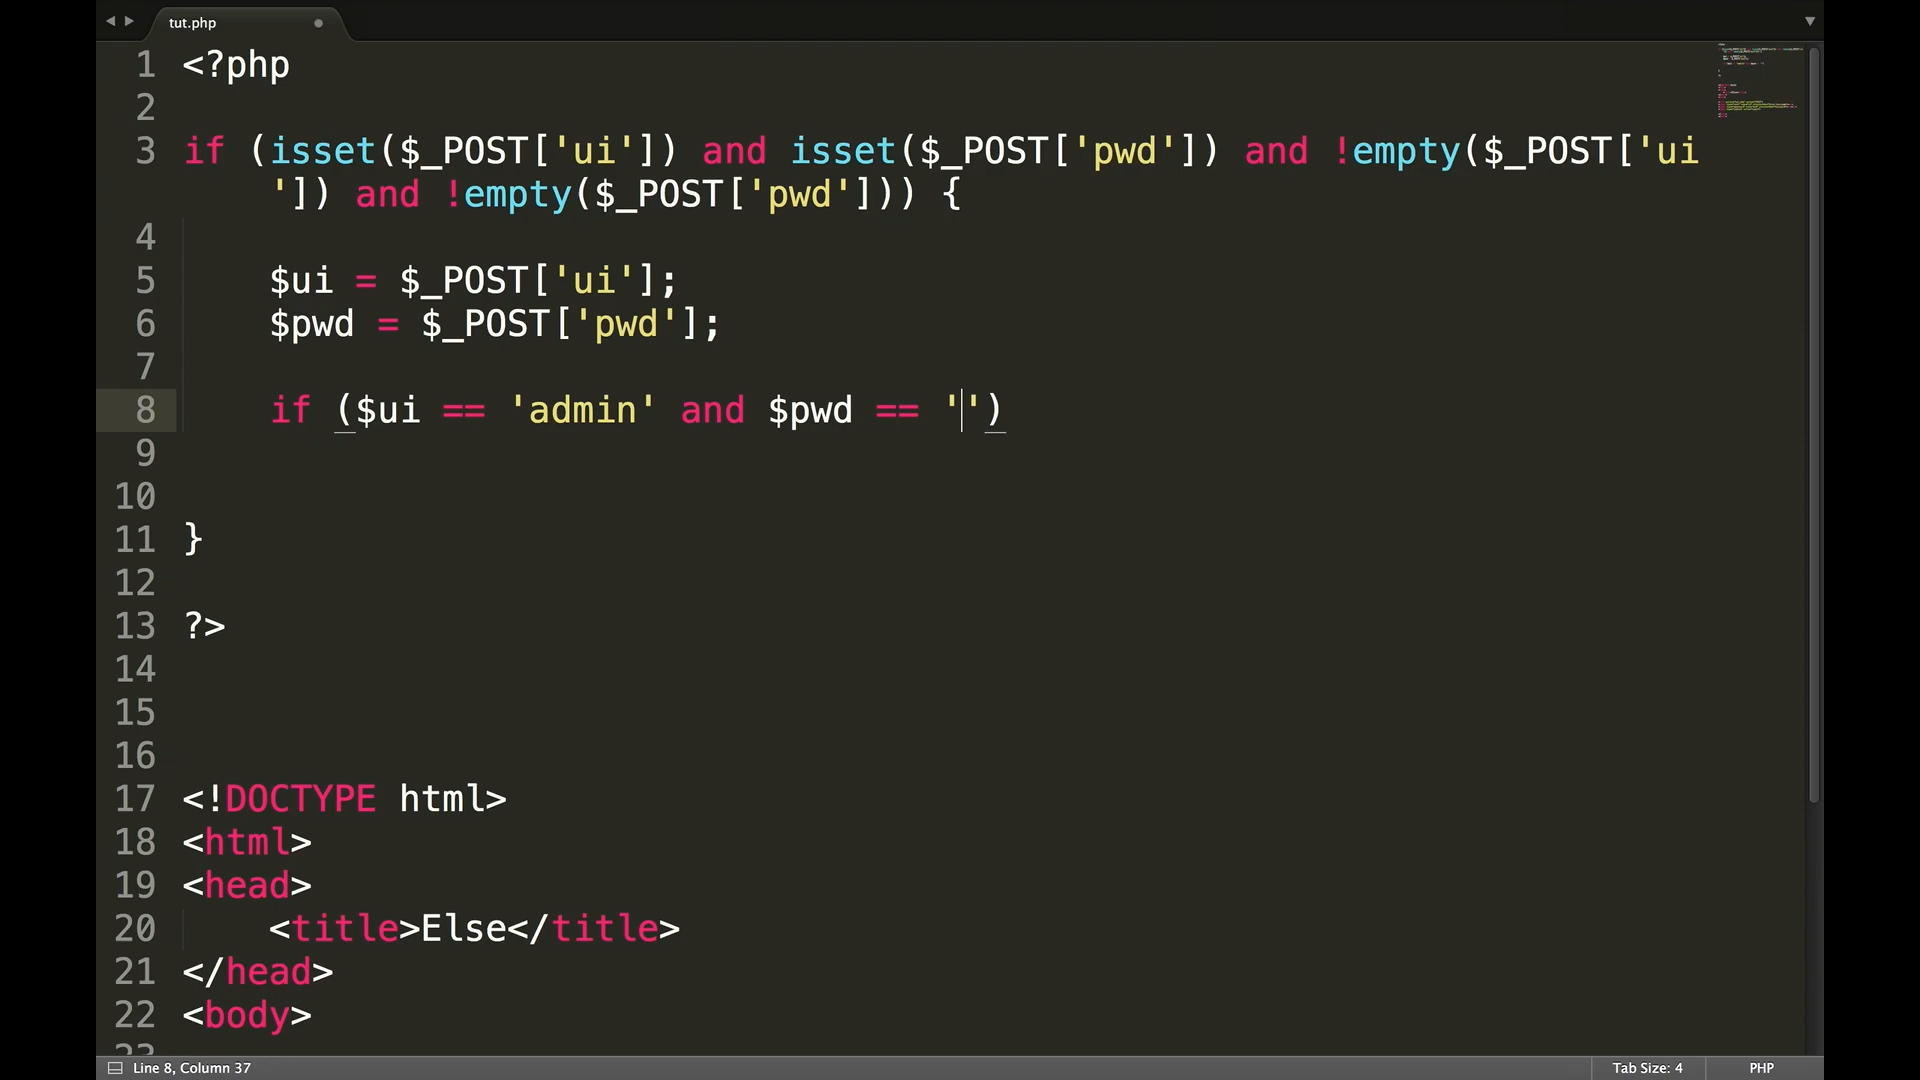 tut.php
1 <?php
2
3 if (isset($_POST['ui']) and isset($_POST['pwd']) and !empty($_POST['ui
']) and !empty($_POST['pwd'])) {
4
5 $ui = $_POST['ui'];
6 $pwd = $_POST['pwd'];
7
8 if ($ui == 'admin' and $pwd == '')
9
10
11 }
12
13 ?>
14
15
16
17 <!DOCTYPE html>
18 <html>
19 <head>
20 <title>Else</title>
21 </head>
22 <body>
23
Line 8, Column 37
Tab Size: 4
PHP